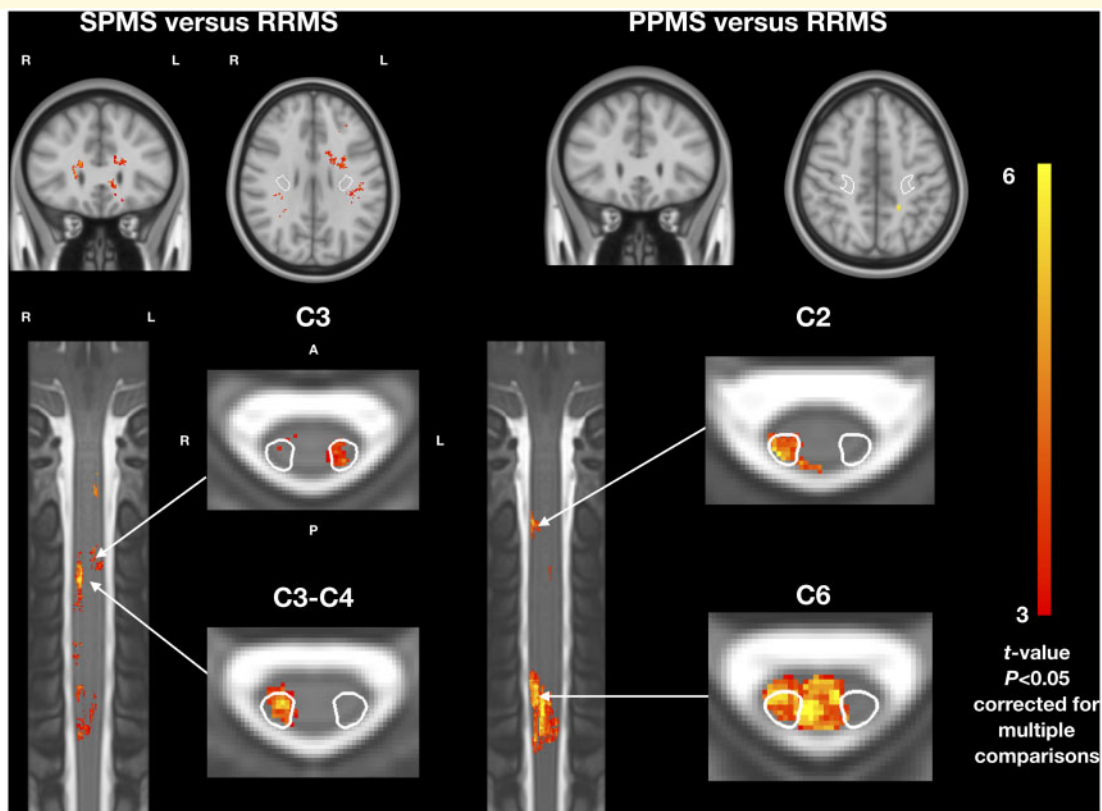 SPMS versus RRMS
PPMS versus RRMS
R
L
R
L
6
R
L
C3
C2
A
R
L
P
C3-C4
C6
3
t-value
P<0.05
corrected for
multiple
comparisons